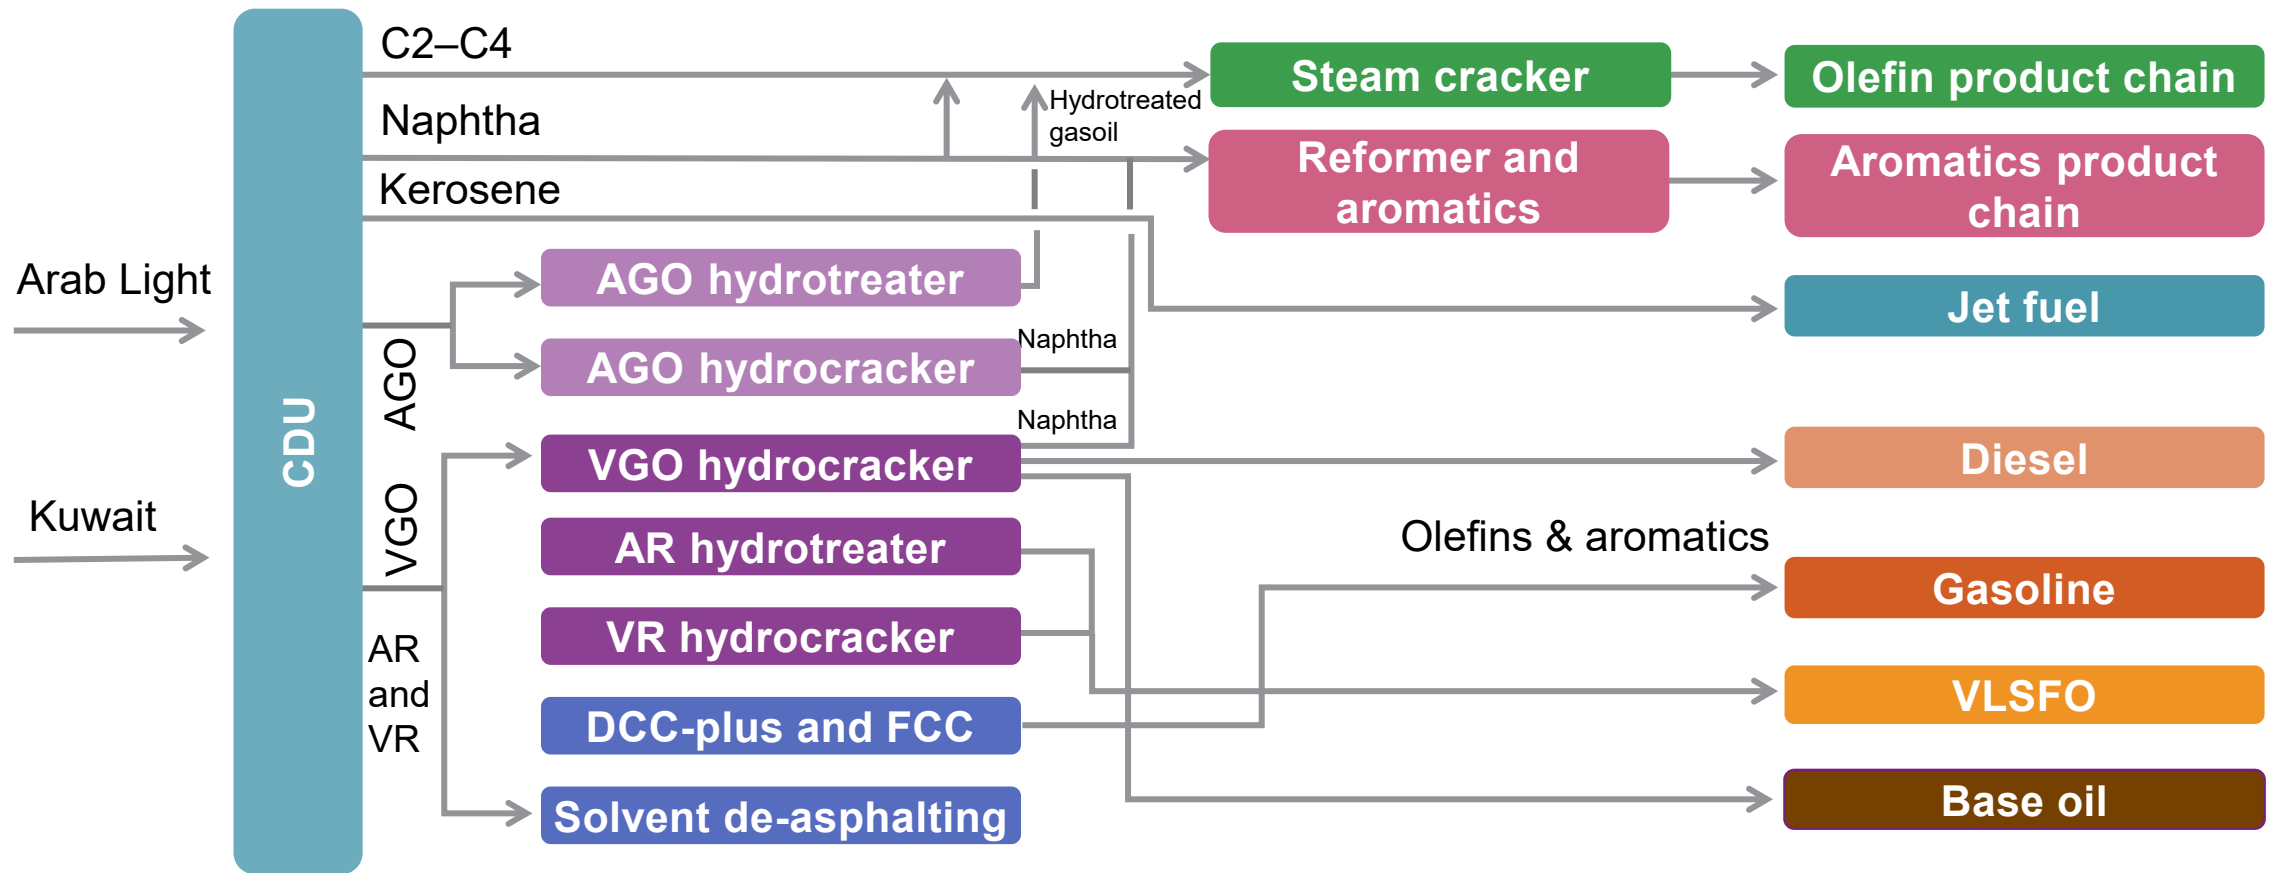 C2–C4
Naphtha
Kerosene
Arab Light
Kuwait
CDU
AGO
VGO
AR
and
VR
Hydrotreated
gasoil
AGO hydrotreater
AGO hydrocracker
Naphtha
Naphtha
VGO hydrocracker
AR hydrotreater
VR hydrocracker
DCC-plus and FCC
Solvent de-asphalting
Steam cracker
Reformer and
aromatics
Olefins & aromatics
Olefin product chain
Aromatics product
chain
Jet fuel
Diesel
Gasoline
VLSFO
Base oil